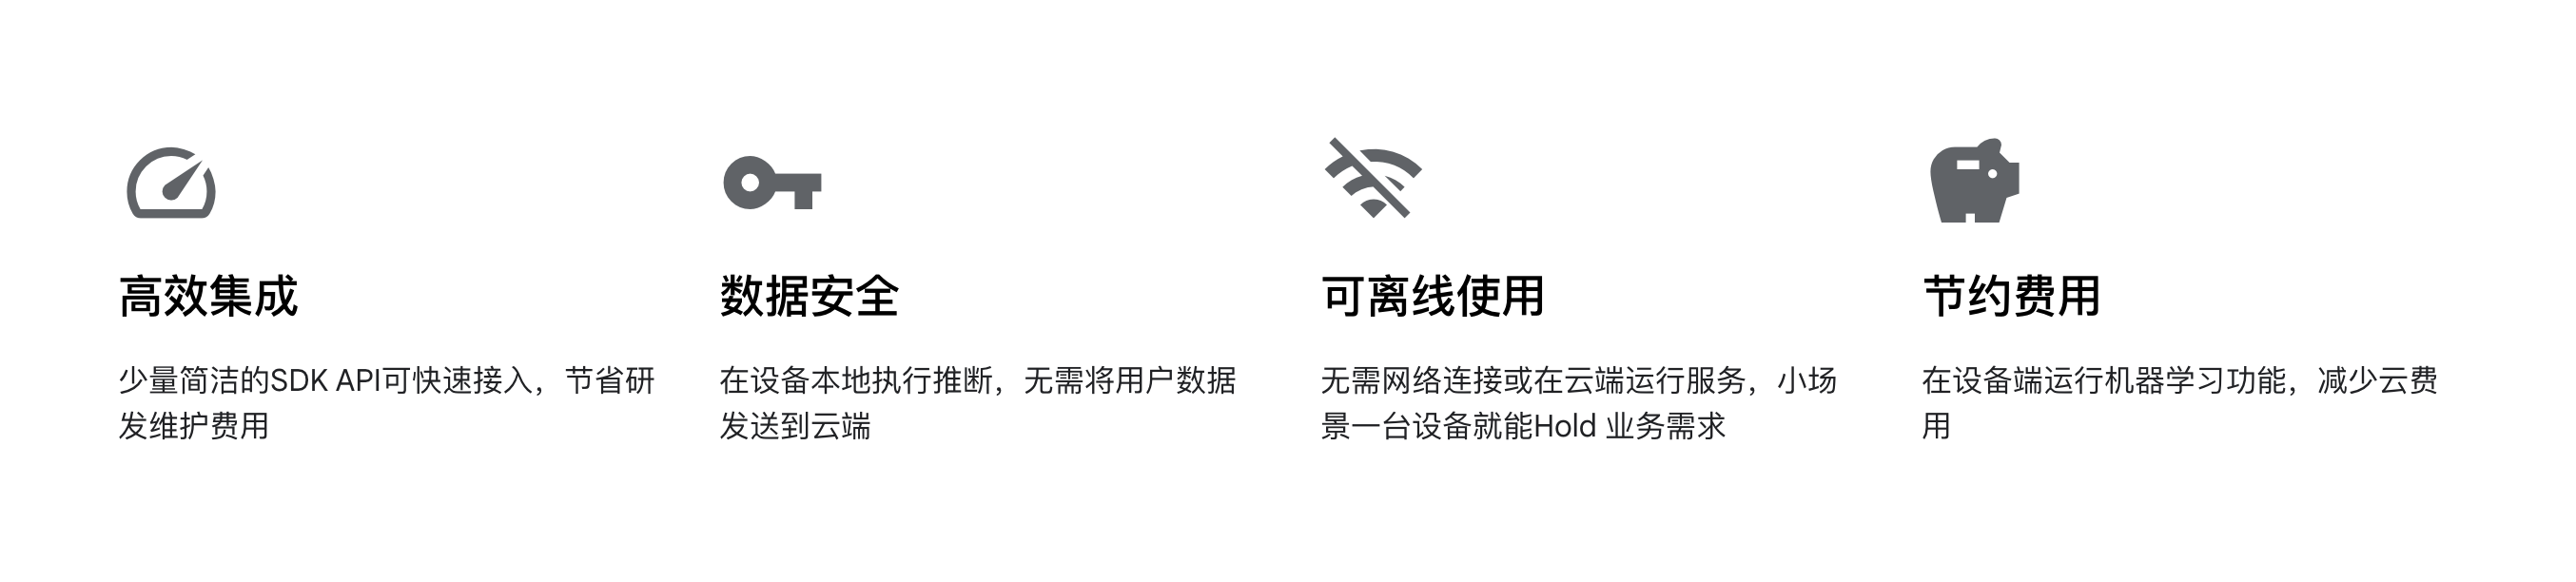 高效集成
少量简洁的SDK API可快速接入，节省研
发维护费用
数据安全
在设备本地执行推断，无需将用户数据
发送到云端
可离线使用
无需网络连接或在云端运行服务，小场
景一台设备就能Hold 业务需求
节约费用
在设备端运行机器学习功能，减少云费
用